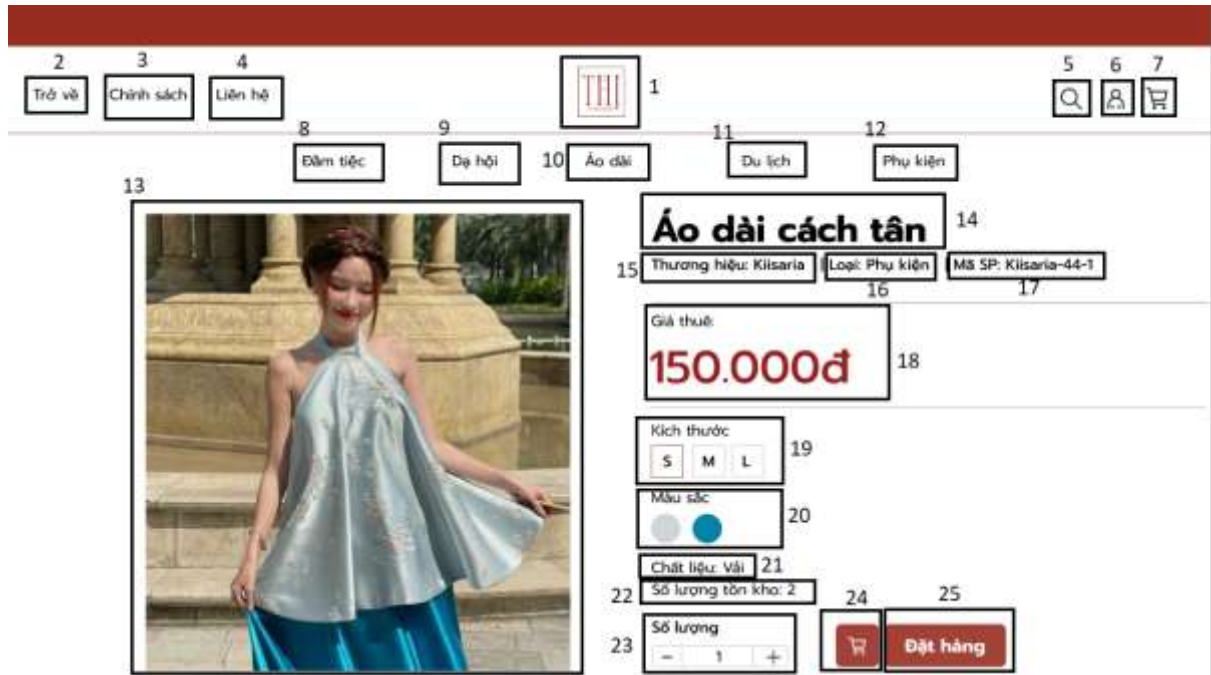 2 3 4 5 6 7
Trở về Chính sách Liên hệ THI 1
8 9 11 12
Đầm tiệc Dạ hội 10 Áo dài Du lịch Phụ kiện
13
Áo dài cách tân 14
15 Thương hiệu: Kiisaria Loại: Phụ kiện Mã SP: Kiisaria-44-1
16 17
Giá thuê:
150.000đ 18
Kích thước
S M L 19
Màu sắc
20
Chất liệu: Vải 21
22 Số lượng tồn kho: 2 24 25
Số lượng
23 − 1 + Đặt hàng